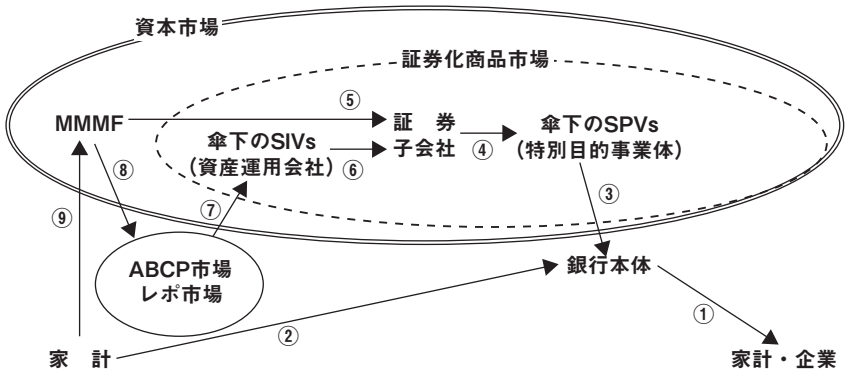 資本市場
証券化商品市場
⑤
MMMF
証 券
子会社
傘下のSPVs
(特別目的事業体)
傘下のSIVs
(資産運用会社)
④
⑥
⑧
③
⑦
⑨
ABCP市場
レポ市場
銀行本体
①
②
家 計
家計・企業